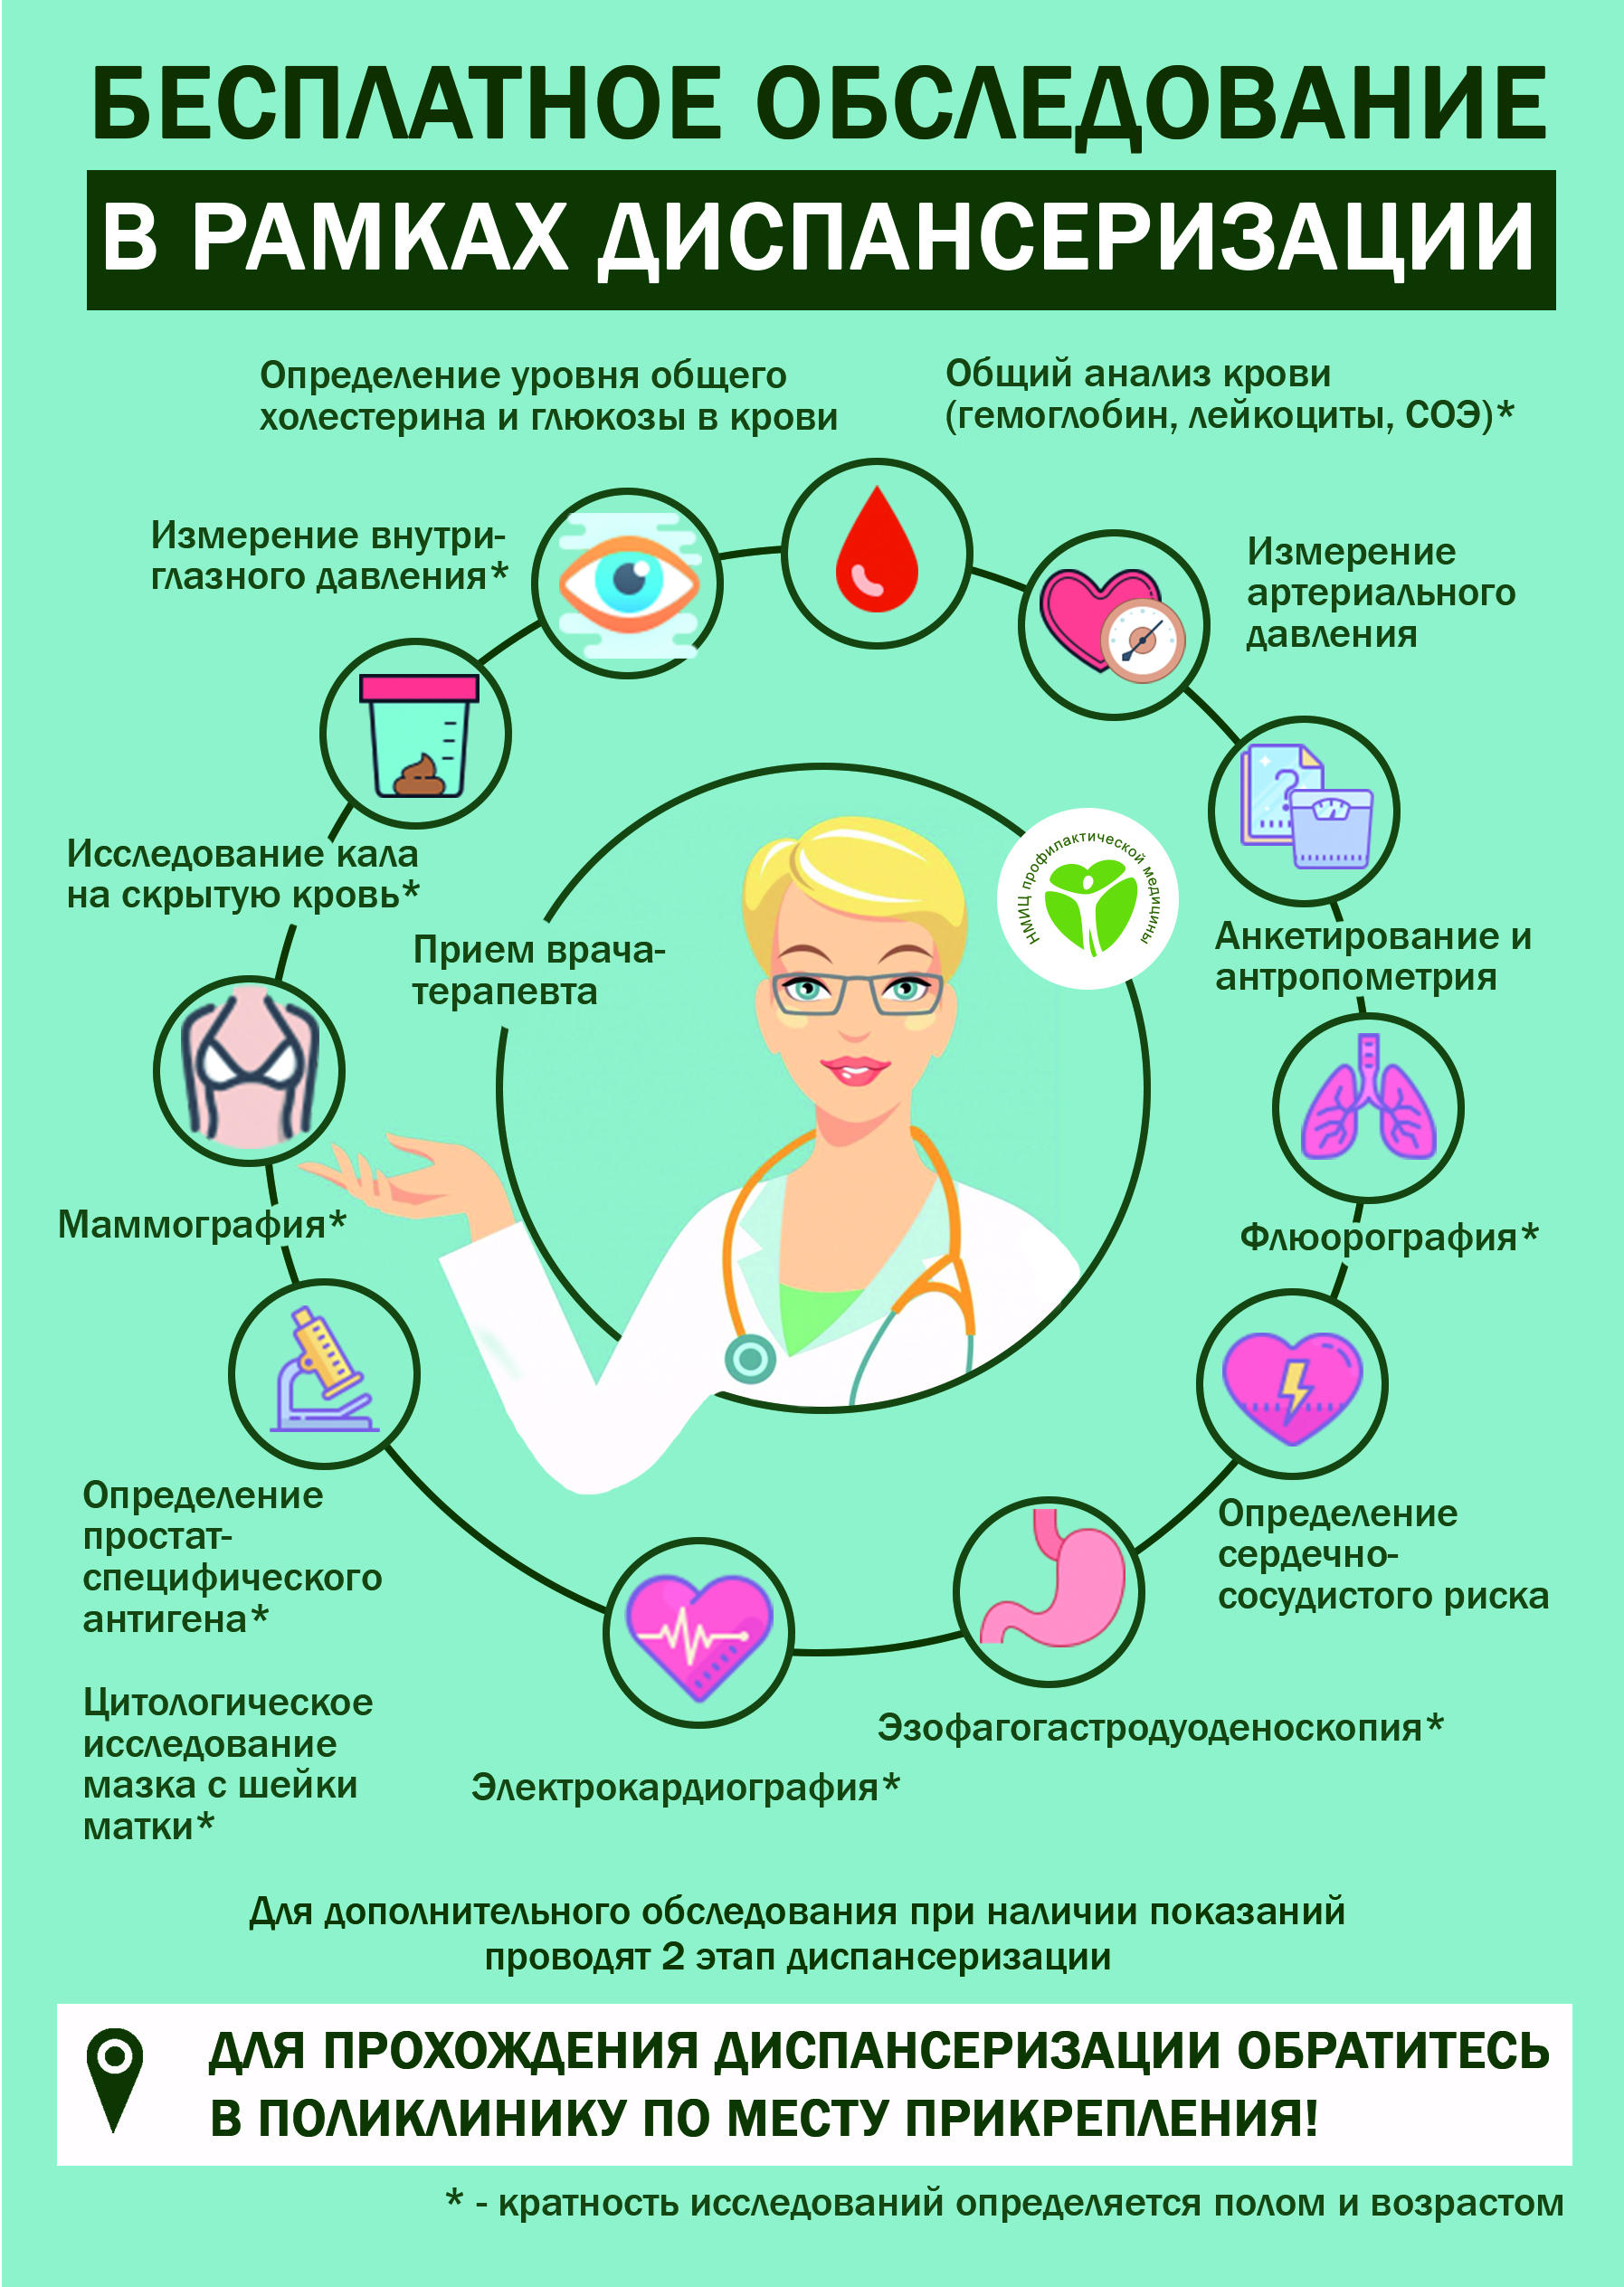 БЕСПЛАТНОЕ ОБСЛЕДОВАНИЕ
В РАМКАХ ДИСПАНСЕРИЗАЦИИ
Определение уровня общего
холестерина и глюкозы в крови
Общий анализ крови
(гемоглобин, лейкоциты, СОЭ)*
Измерение внутри-
глазного давления*
Измерение
артериального
давления
Исследование кала
на скрытую кровь*
Прием врача-
терапевта
НМИЦ профилактической медицины
Анкетирование и
антропометрия
Маммография*
Флюорография*
Определение
простат-
специфического
антигена*
Определение
сердечно-
сосудистого риска
Цитологическое
исследование
мазка с шейки
матки*
Эзофагогастродуоденоскопия*
Электрокардиография*
Для дополнительного обследования при наличии показаний
проводят 2 этап диспансеризации
ДЛЯ ПРОХОЖДЕНИЯ ДИСПАНСЕРИЗАЦИИ ОБРАТИТЕСЬ
В ПОЛИКЛИНИКУ ПО МЕСТУ ПРИКРЕПЛЕНИЯ!
* - кратность исследований определяется полом и возрастом